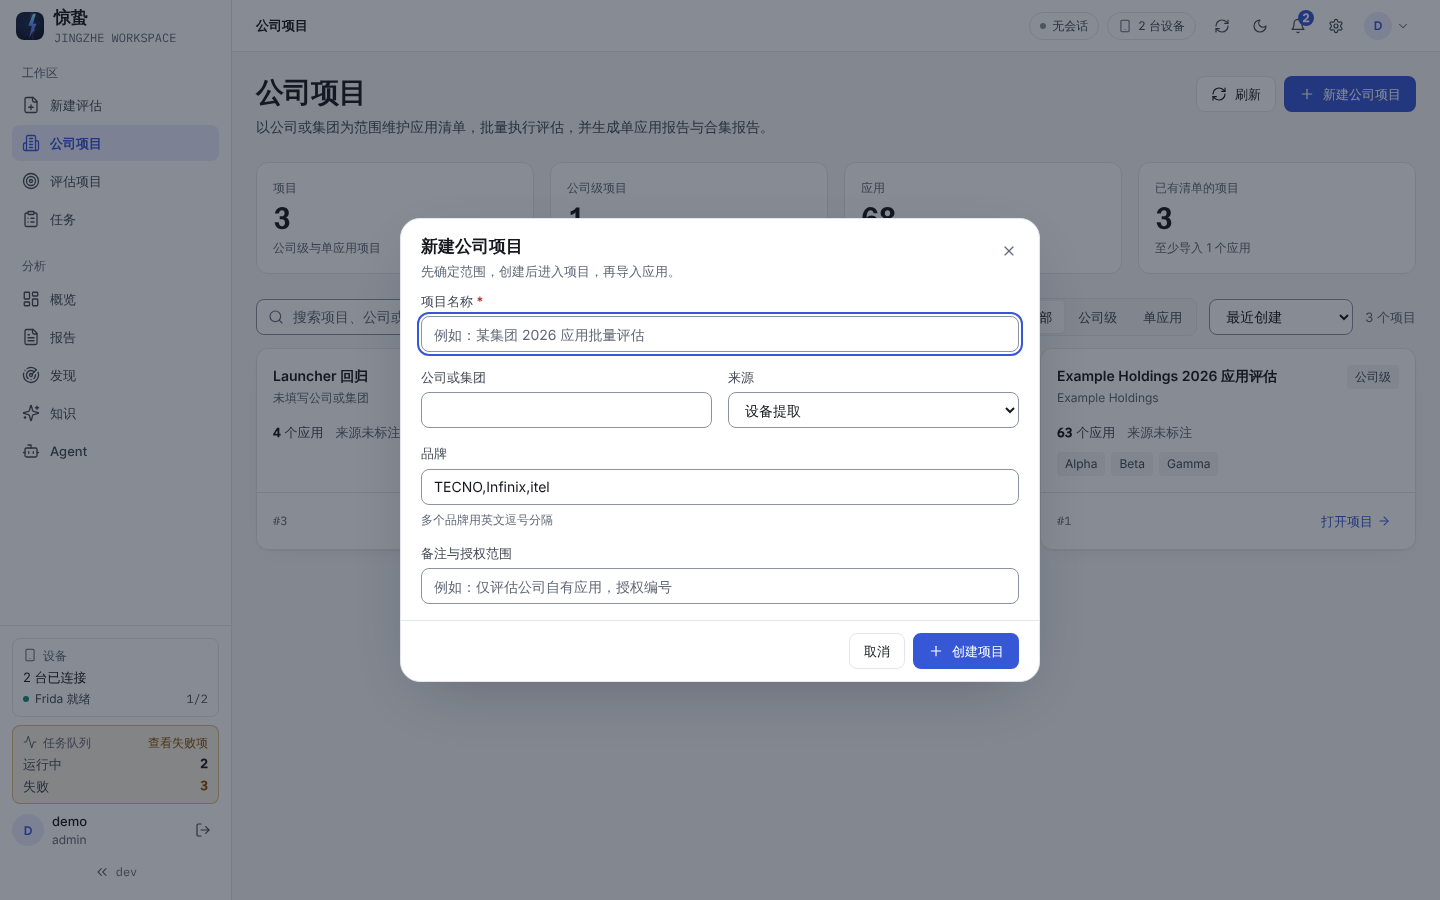 惊蛰
JINGZHE WORKSPACE
工作区
新建评估
公司项目
评估项目
任务
分析
概览
报告
发现
知识
Agent
设备
2 台已连接
Frida 就绪 1/2
任务队列 查看失败项
运行中 2
失败 3
D demo
admin
dev
公司项目
无会话
2 台设备
2
D
公司项目
以公司或集团为范围维护应用清单，批量执行评估，并生成单应用报告与合集报告。
刷新
新建公司项目
项目
3
公司级与单应用项目
公司级项目
1
应用
68
已有清单的项目
3
至少导入 1 个应用
搜索项目、公司或
部 公司级 单应用
最近创建
3 个项目
Launcher 回归
未填写公司或集团
4 个应用 来源未标注
#3
Example Holdings 2026 应用评估
公司级
Example Holdings
63 个应用 来源未标注
Alpha Beta Gamma
#1
打开项目
新建公司项目
先确定范围，创建后进入项目，再导入应用。
项目名称 *
例如：某集团 2026 应用批量评估
公司或集团
来源
设备提取
品牌
TECNO,Infinix,itel
多个品牌用英文逗号分隔
备注与授权范围
例如：仅评估公司自有应用，授权编号
取消
创建项目